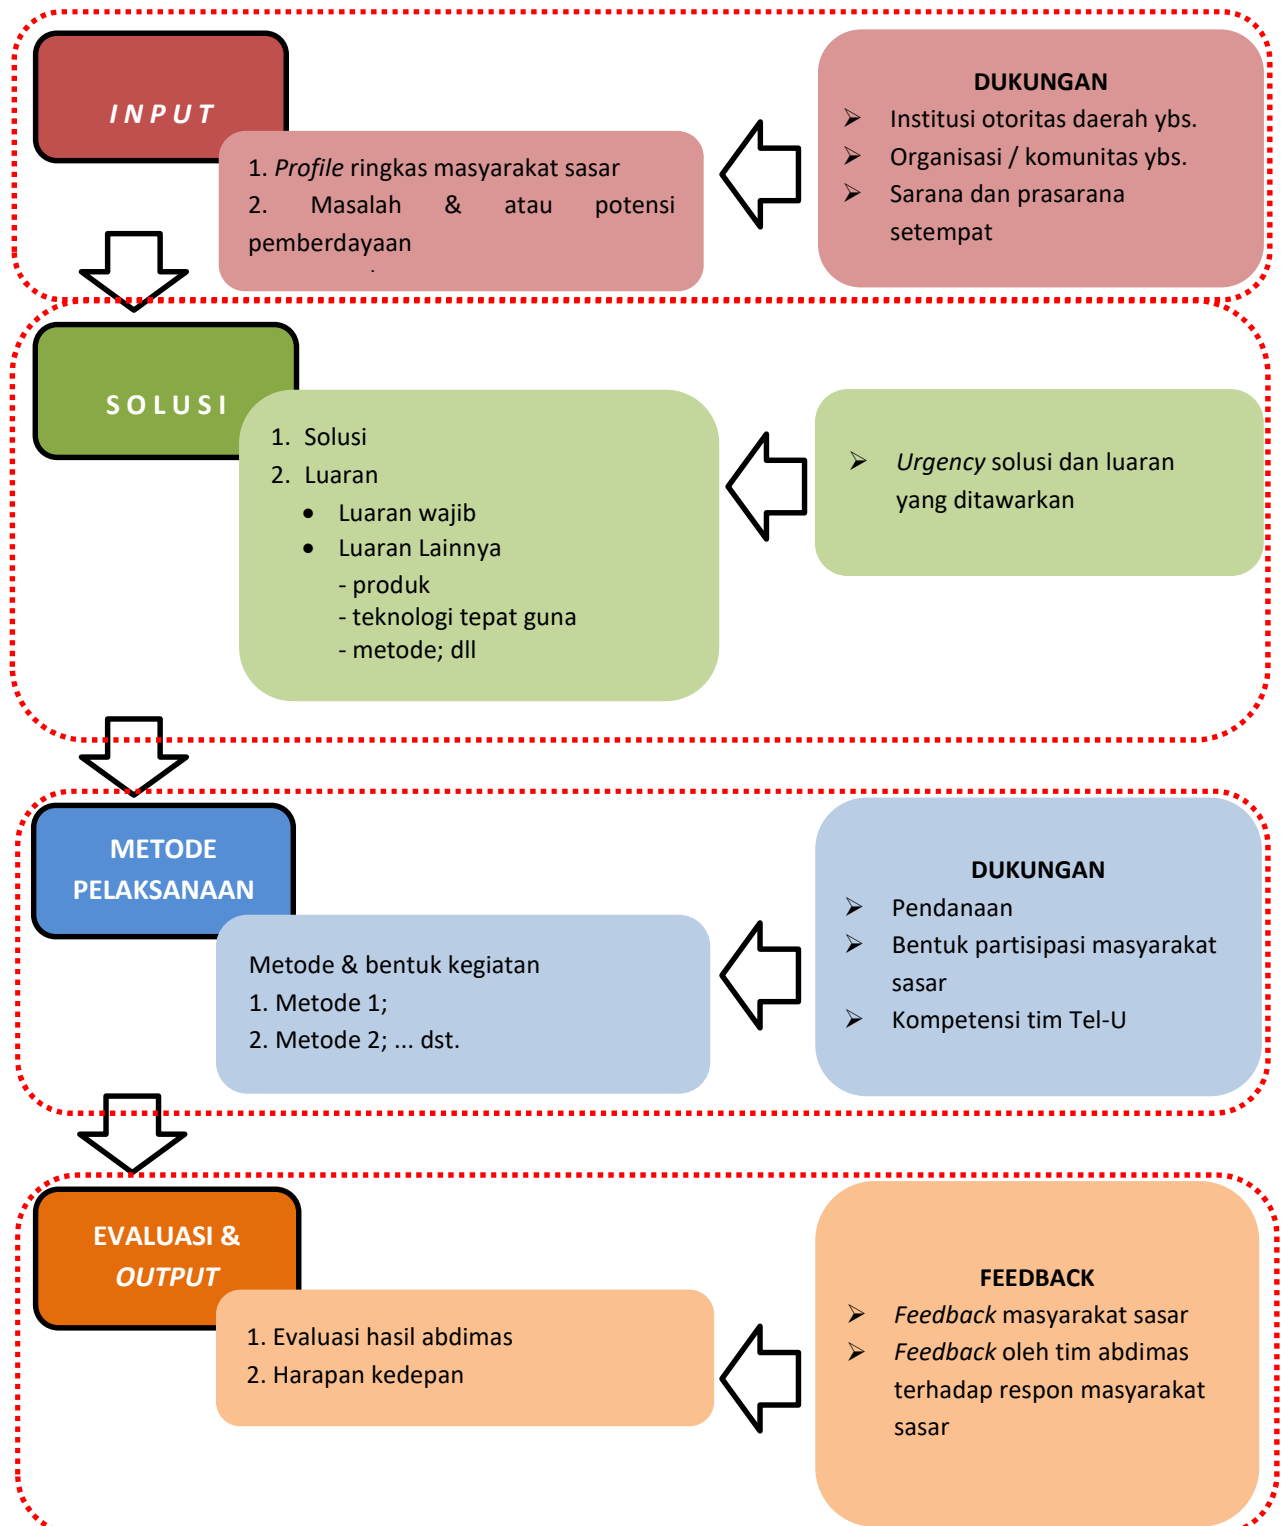 INPUT
1. Profile ringkas masyarakat sasar
2. Masalah & atau potensi
pemberdayaan
DUKUNGAN
➢ Institusi otoritas daerah ybs.
➢ Organisasi / komunitas ybs.
➢ Sarana dan prasarana
setempat
SOLUSI
1. Solusi
2. Luaran
• Luaran wajib
• Luaran Lainnya
- produk
- teknologi tepat guna
- metode; dll
➢ Urgency solusi dan luaran
yang ditawarkan
METODE
PELAKSANAAN
Metode & bentuk kegiatan
1. Metode 1;
2. Metode 2; ... dst.
DUKUNGAN
➢ Pendanaan
➢ Bentuk partisipasi masyarakat
sasar
➢ Kompetensi tim Tel-U
EVALUASI &
OUTPUT
1. Evaluasi hasil abdimas
2. Harapan kedepan
FEEDBACK
➢ Feedback masyarakat sasar
➢ Feedback oleh tim abdimas
terhadap respon masyarakat
sasar